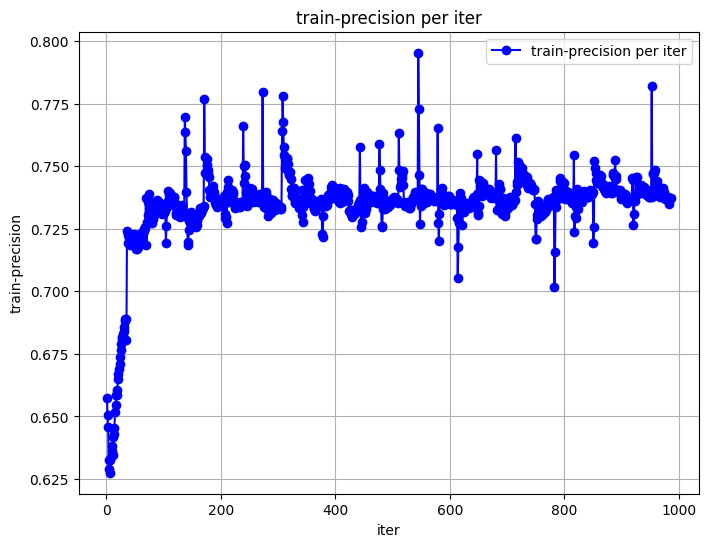 train-precision per iter
train-precision per iter
0.800
0.775
0.750
0.725
0.700
0.675
0.650
0.625
train-precision
0 200 400 600 800 1000
iter